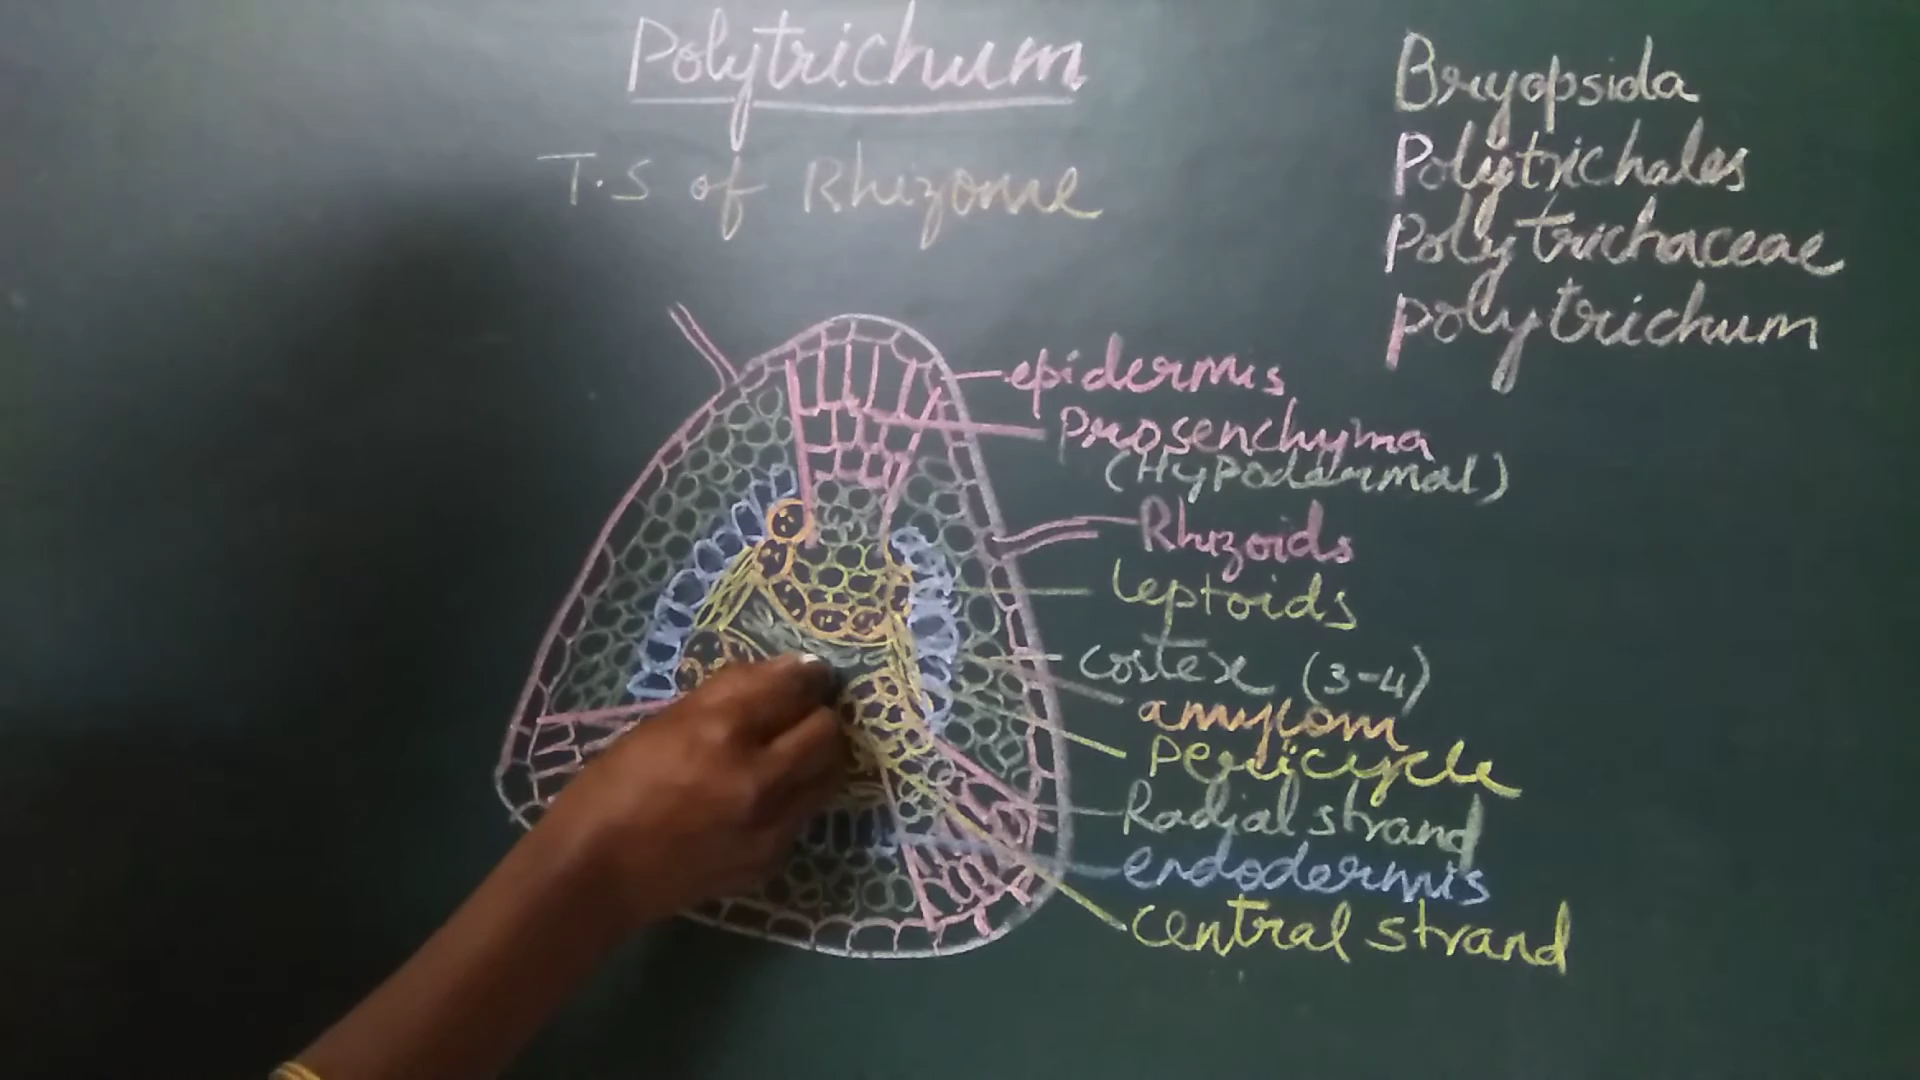 Polytrichum
T.S of Rhizome
Bryopsida
Polytrichales
Polytrichaceae
polytrichum
epidermis
Prosenchyma
(Hypodermal)
Rhizoids
leptoids
cortex (3-4)
amylom
Pericycle
Radial strand
endodermis
central strand